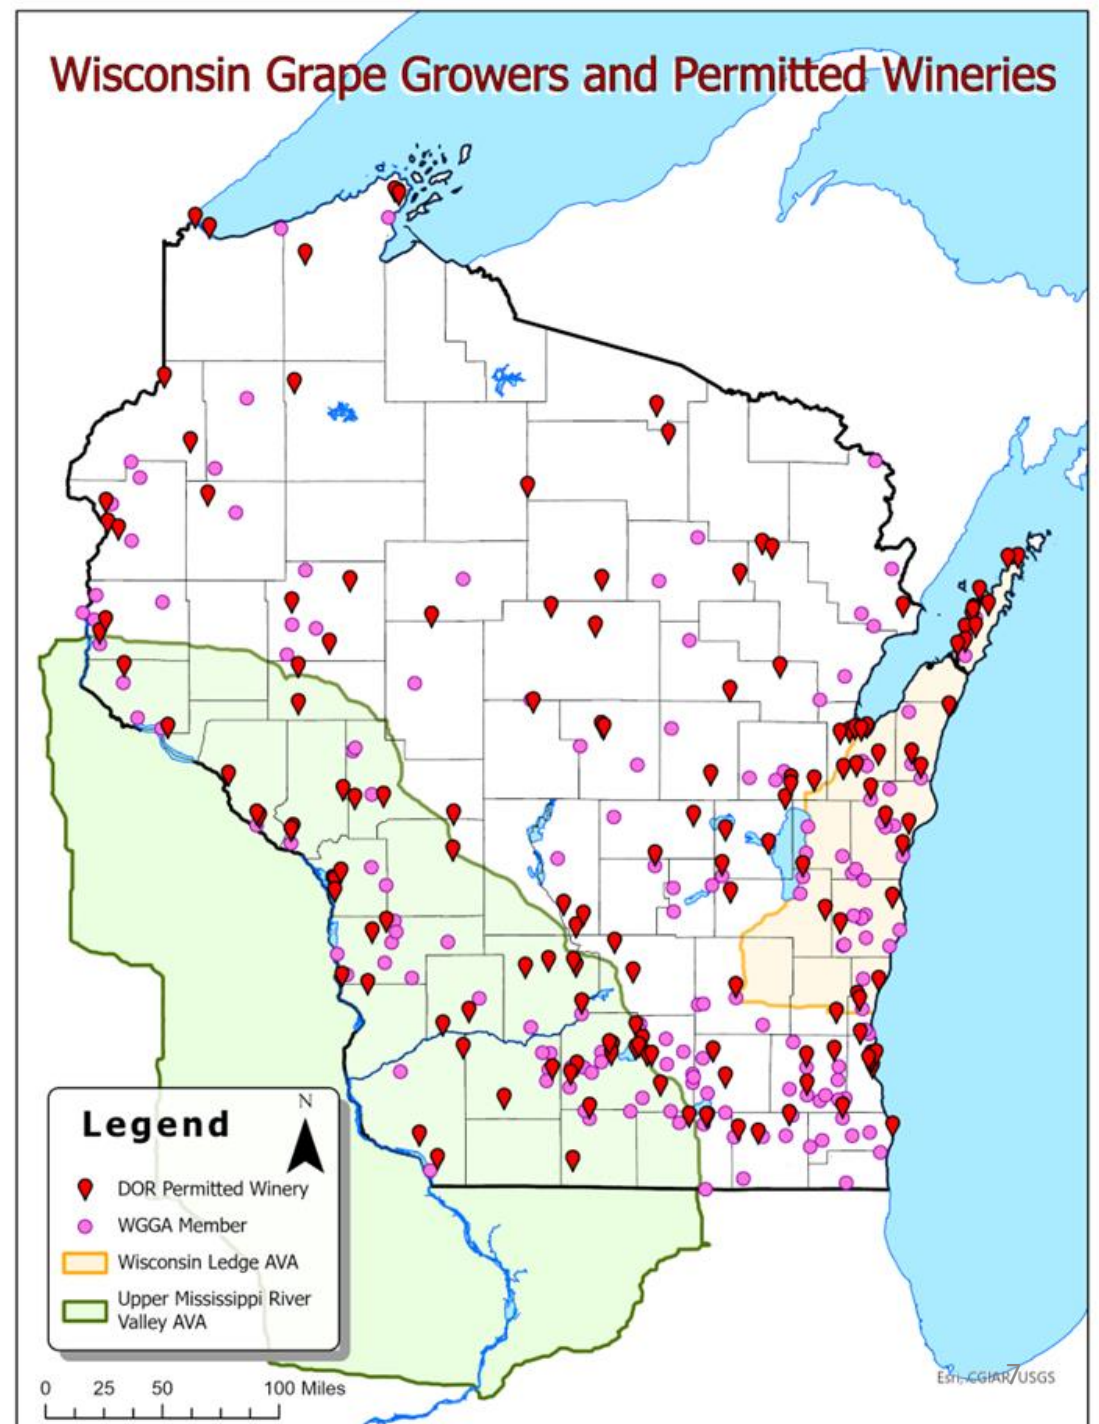 Wisconsin Grape Growers and Permitted Wineries
Legend
N
DOR Permitted Winery
WGGA Member
Wisconsin Ledge AVA
Upper Mississippi River
Valley AVA
0 25 50 100 Miles
Esri, CGIAR, USGS
7